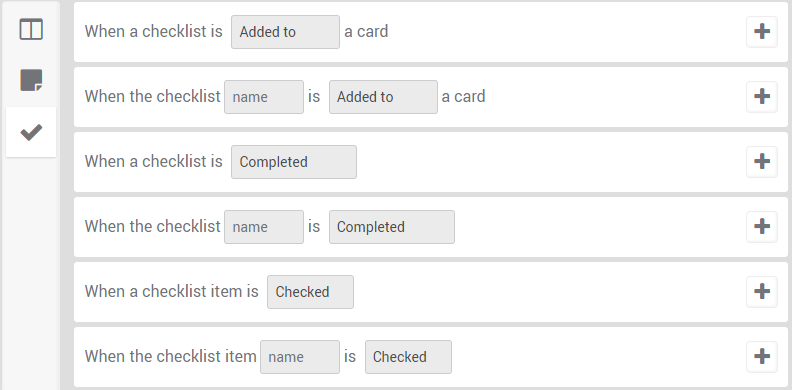 When a checklist is Added to a card
When the checklist name is Added to a card
When a checklist is Completed
When the checklist name is Completed
When a checklist item is Checked
When the checklist item name is Checked